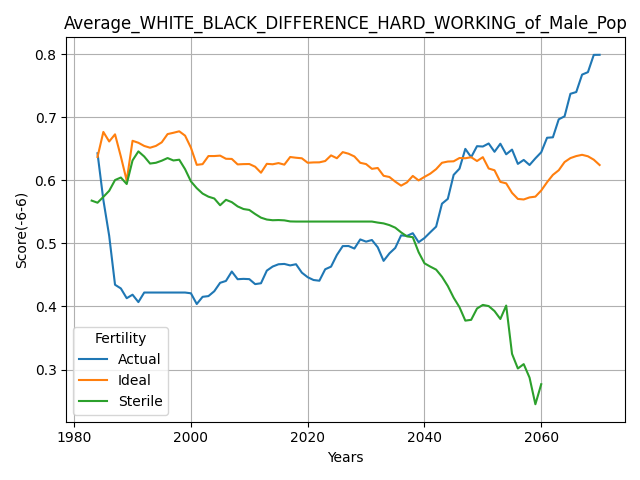 Average_WHITE_BLACK_DIFFERENCE_HARD_WORKING_of_Male_Pop
Score(-6-6)
0.8
0.7
0.6
0.5
0.4
0.3
Fertility
Actual
Ideal
Sterile
1980
2000
2020
2040
2060
Years